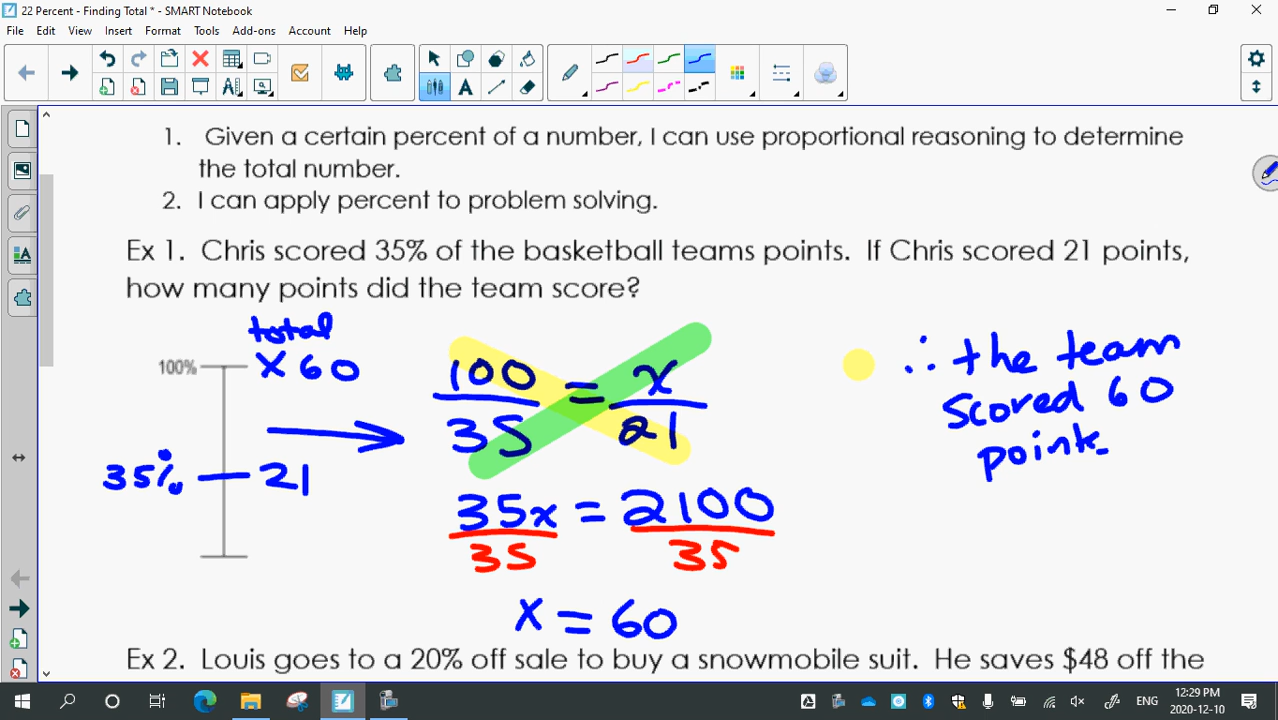 22 Percent - Finding Total * - SMART Notebook
File Edit View Insert Format Tools Add-ons Account Help
1. Given a certain percent of a number, I can use proportional reasoning to determine
the total number.
2. I can apply percent to problem solving.
Ex 1. Chris scored 35% of the basketball teams points. If Chris scored 21 points,
how many points did the team score?
total
100% x 60
35% 21
100/35 = x/21
35x = 2100
35 35
x = 60
∴ the team
scored 60
points.
Ex 2. Louis goes to a 20% off sale to buy a snowmobile suit. He saves $48 off the
ENG
12:29 PM
2020-12-10